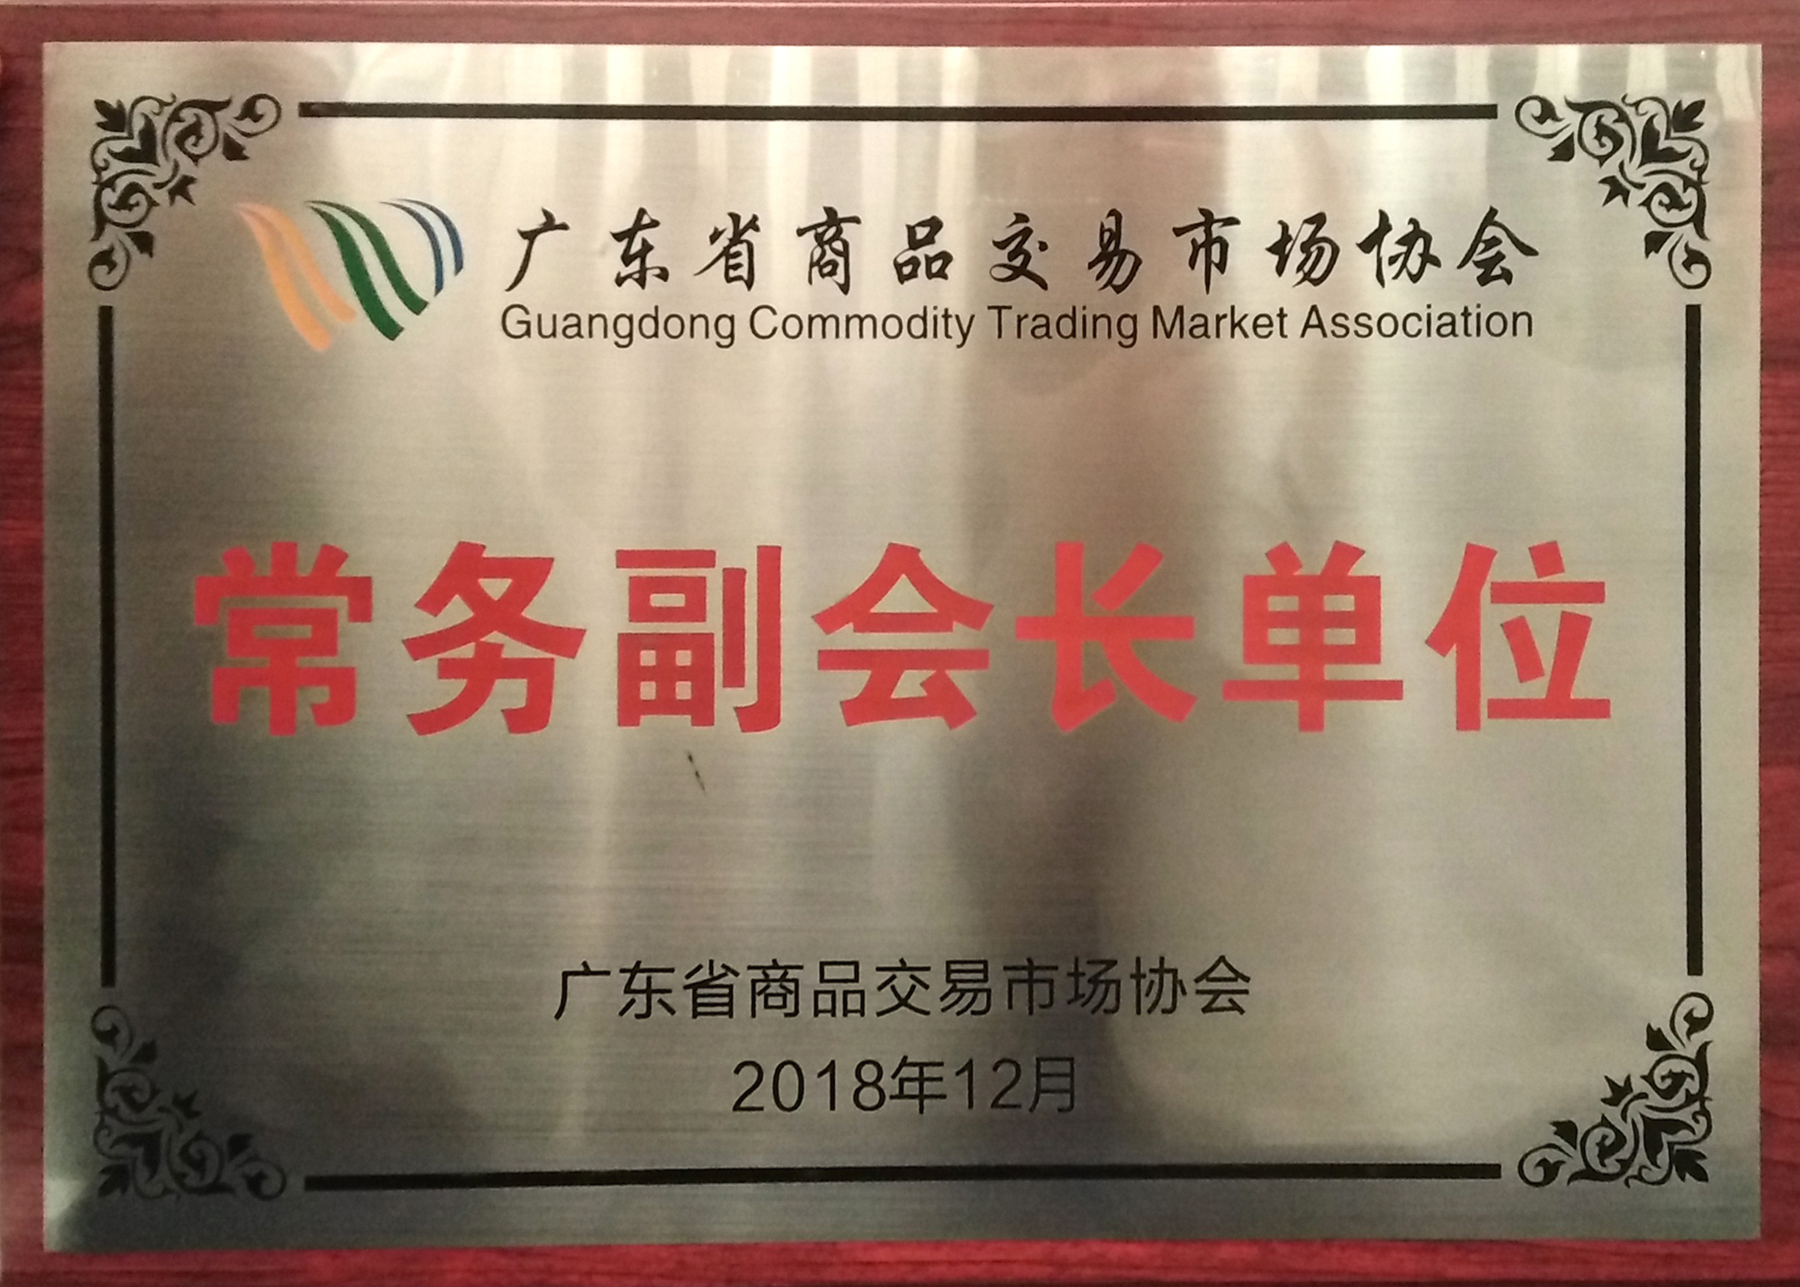 广东省商品交易市场协会
Guangdong Commodity Trading Market Association
常务副会长单位
广东省商品交易市场协会
2018年12月